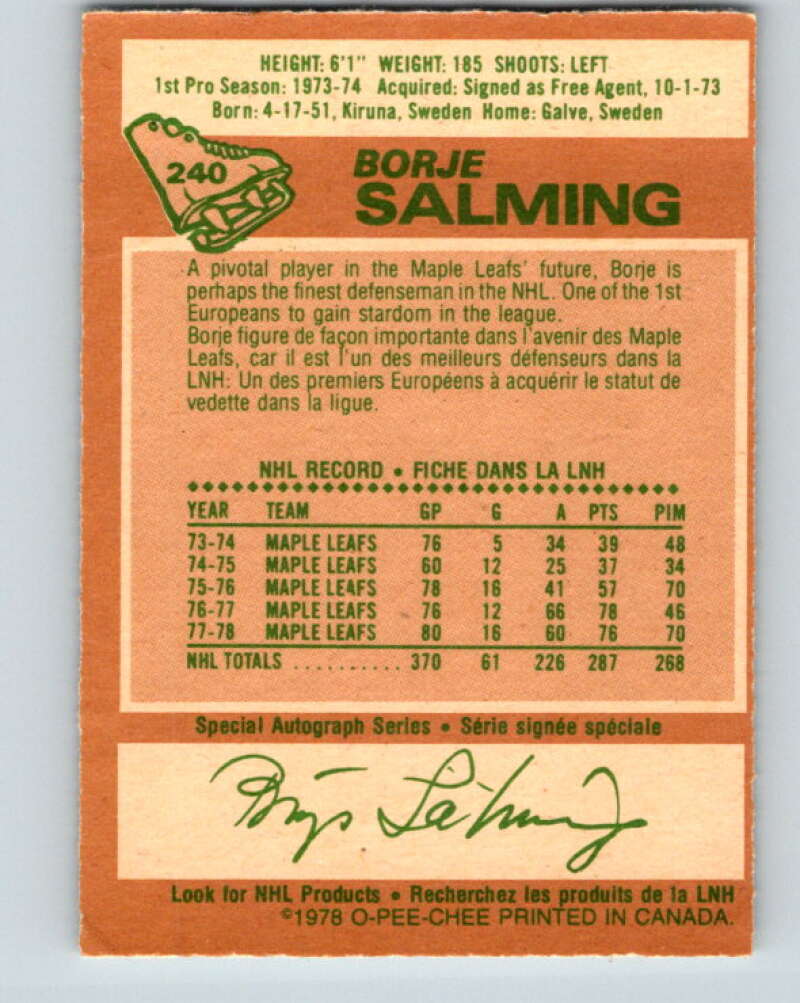 HEIGHT: 6'1" WEIGHT: 185 SHOOTS: LEFT
1st Pro Season: 1973-74 Acquired: Signed as Free Agent, 10-1-73
Born: 4-17-51, Kiruna, Sweden Home: Galve, Sweden
240
BORJE
SALMING
A pivotal player in the Maple Leafs' future, Borje is
perhaps the finest defenseman in the NHL. One of the 1st
Europeans to gain stardom in the league.
Borje figure de façon importante dans l'avenir des Maple
Leafs, car il est l'un des meilleurs défenseurs dans la
LNH: Un des premiers Européens à acquérir le statut de
vedette dans la ligue.
NHL RECORD • FICHE DANS LA LNH
YEAR TEAM GP G A PTS PIM
73-74 MAPLE LEAFS 76 5 34 39 48
74-75 MAPLE LEAFS 60 12 25 37 34
75-76 MAPLE LEAFS 78 16 41 57 70
76-77 MAPLE LEAFS 76 12 66 78 46
77-78 MAPLE LEAFS 80 16 60 76 70
NHL TOTALS .......... 370 61 226 287 268
Special Autograph Series • Série signée spéciale
Börje Salming
Look for NHL Products • Recherchez les produits de la LNH
©1978 O-PEE-CHEE PRINTED IN CANADA.